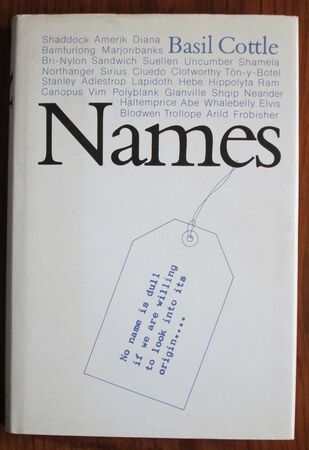 Shaddock Amerik Diana
Bamfurlong Marjoribanks
Basil Cottle
Bri-Nylon Sandwich Suellen Uncumber Shamela
Northanger Sirius Cluedo Clotworthy Tôn-y-Botel
Stanley Adlestrop Lapidoth Hebe Hippolyta Ram
Canopus Vim Polyblank Glanville Shqip Neander
Haltemprice Abe Whalebelly Elvis
Blodwen Trollope Arild Frobisher
Names
No name is dull
if we are willing
to look into its
origin....